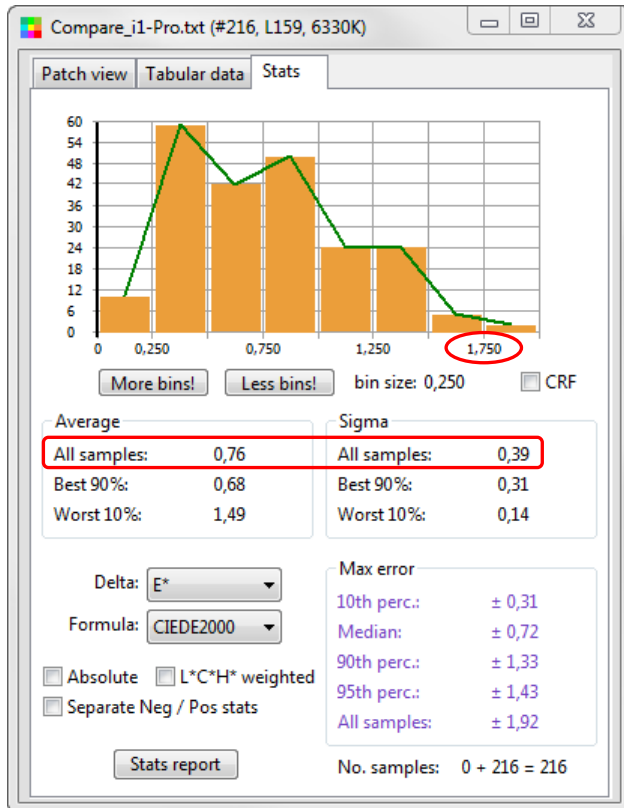 Compare_i1-Pro.txt (#216, L159, 6330K)
Patch view Tabular data Stats
60
54
48
42
36
30
24
18
12
6
0
0 0,250 0,750 1,250 1,750
More bins! Less bins! bin size: 0,250 CRF
Average Sigma
All samples: 0,76 All samples: 0,39
Best 90%: 0,68 Best 90%: 0,31
Worst 10%: 1,49 Worst 10%: 0,14
Max error
Delta: E*
10th perc.: ± 0,31
Formula: CIEDE2000
Median: ± 0,72
90th perc.: ± 1,33
Absolute L*C*H* weighted
95th perc.: ± 1,43
Separate Neg / Pos stats
All samples: ± 1,92
Stats report No. samples: 0 + 216 = 216